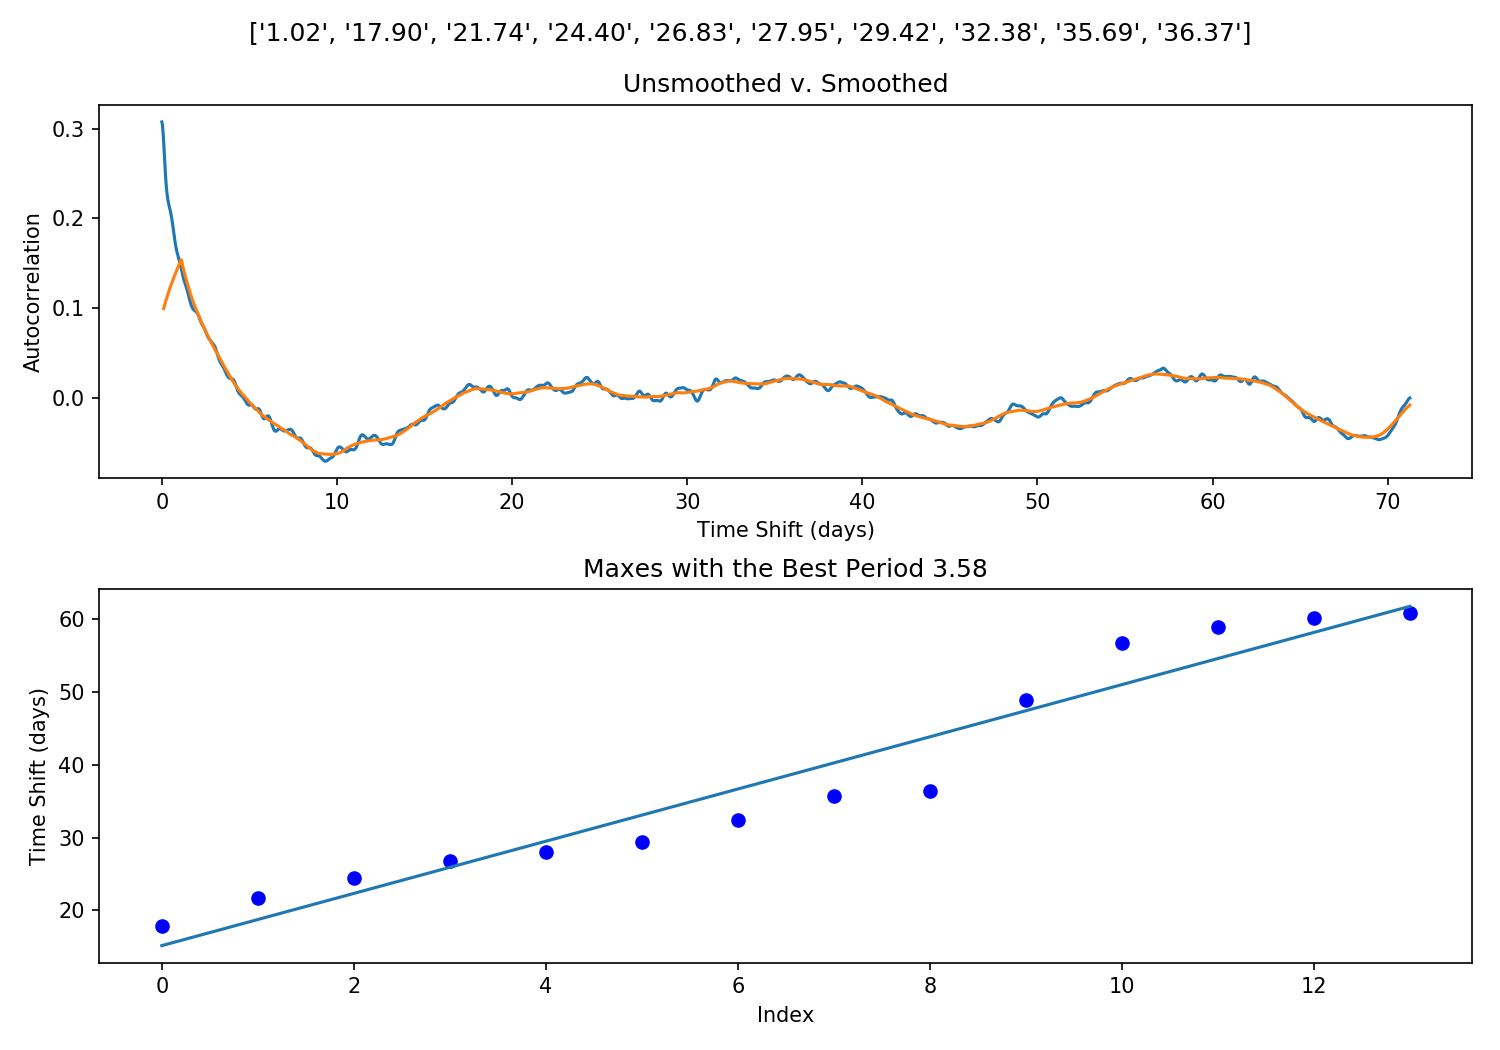 ['1.02', '17.90', '21.74', '24.40', '26.83', '27.95', '29.42', '32.38', '35.69', '36.37']
Unsmoothed v. Smoothed
Autocorrelation
0.3
0.2
0.1
0.0
0 10 20 30 40 50 60 70
Time Shift (days)
Maxes with the Best Period 3.58
Time Shift (days)
60
50
40
30
20
0 2 4 6 8 10 12
Index